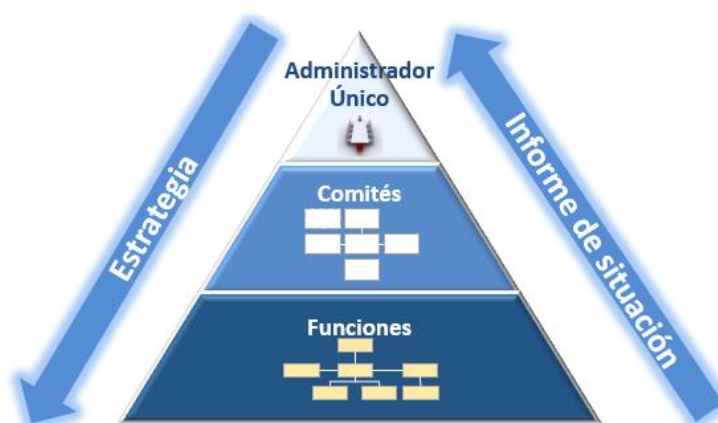 Administrador
Único
Estrategia
Informe de situación
Comités
Funciones